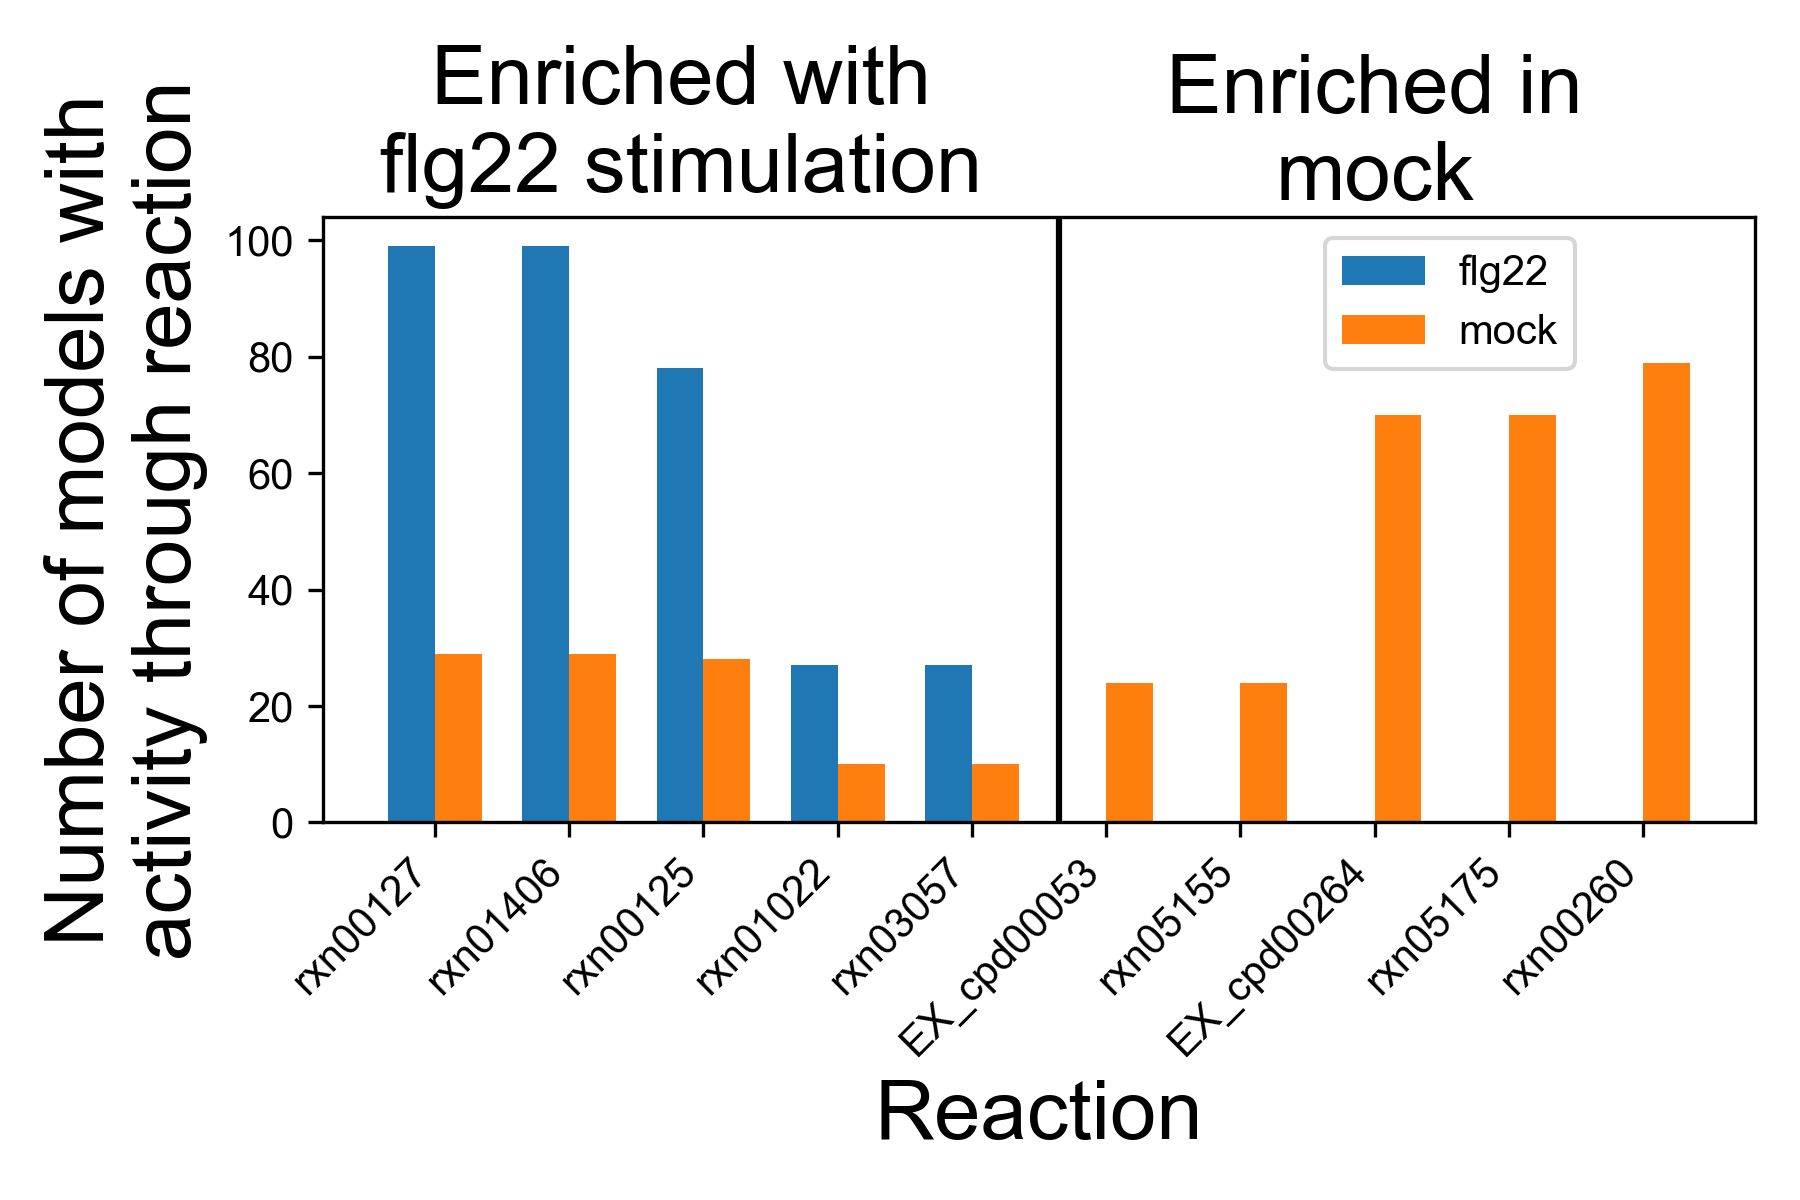 Enriched with
flg22 stimulation
Enriched in
mock
Number of models with
activity through reaction
100
80
60
40
20
0
flg22
mock
rxn00127
rxn01406
rxn00125
rxn01022
rxn03057
EX_cpd00053
rxn05155
EX_cpd00264
rxn05175
rxn00260
Reaction